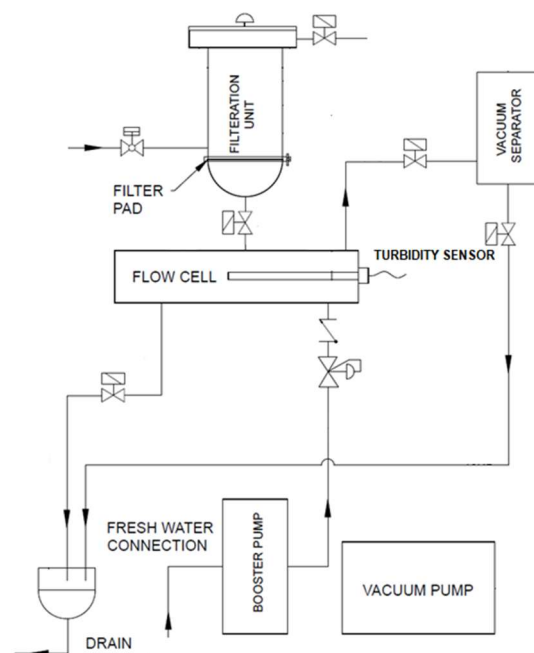 FILTERATION
UNIT
VACUUM
SEPARATOR
FILTER
PAD
TURBIDITY SENSOR
FLOW CELL
FRESH WATER
CONNECTION
BOOSTER PUMP
VACUUM PUMP
DRAIN